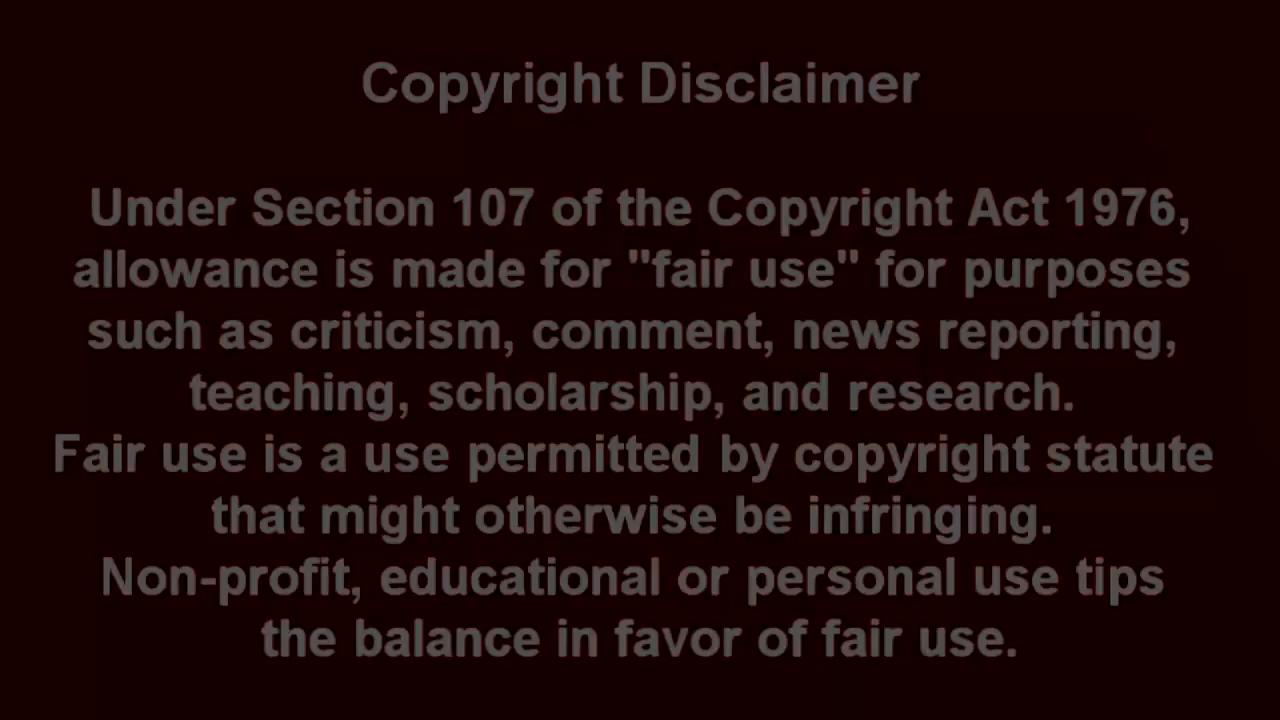 Copyright Disclaimer
Under Section 107 of the Copyright Act 1976,
allowance is made for "fair use" for purposes
such as criticism, comment, news reporting,
teaching, scholarship, and research.
Fair use is a use permitted by copyright statute
that might otherwise be infringing.
Non-profit, educational or personal use tips
the balance in favor of fair use.